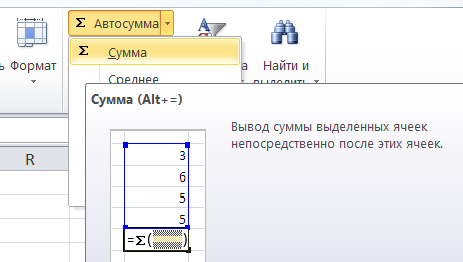 Σ Автосумма
ь Формат
Σ Сумма
Среднее
Найти и
выделить
Сумма (Alt+=)
Вывод суммы выделенных ячеек
непосредственно после этих ячеек.
R
3
6
5
5
=Σ( )